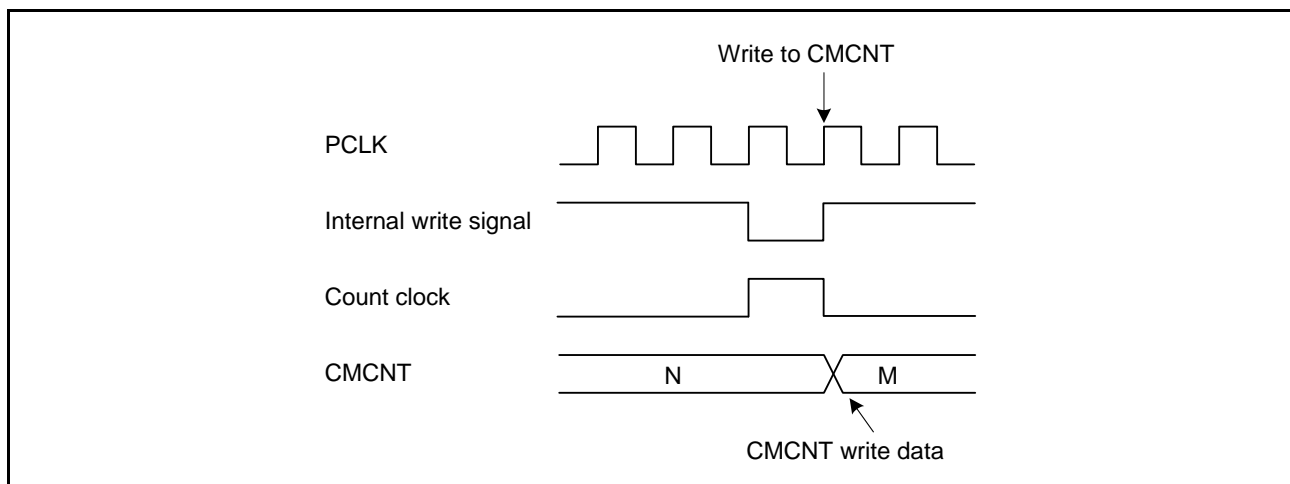 Write to CMCNT
PCLK
Internal write signal
Count clock
CMCNT
N
M
CMCNT write data